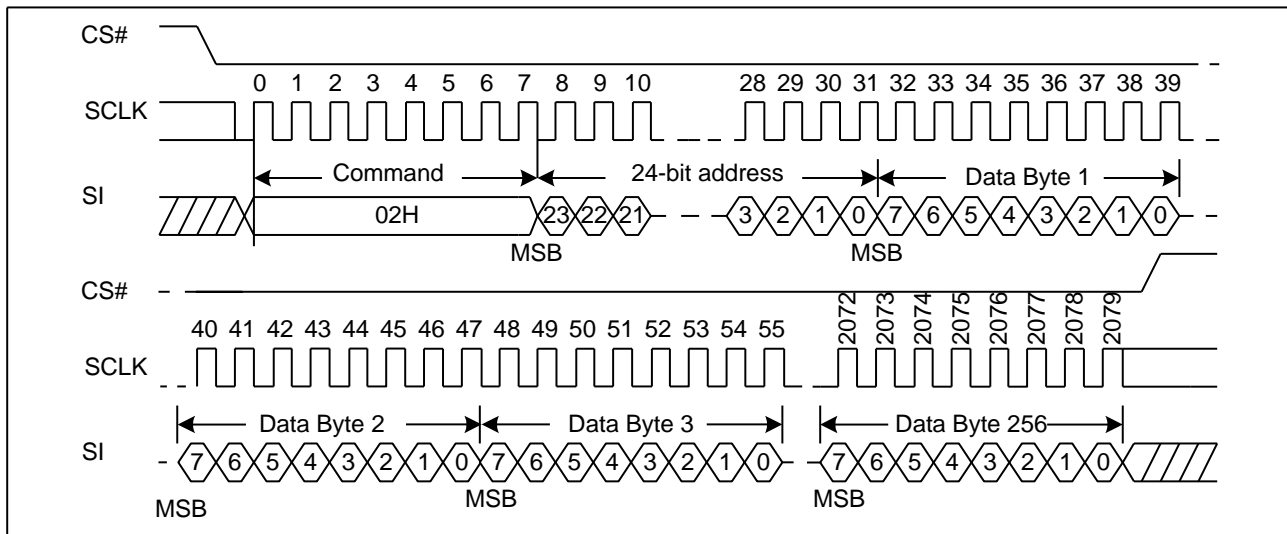 CS#
0 1 2 3 4 5 6 7 8 9 10 28 29 30 31 32 33 34 35 36 37 38 39
SCLK
Command 24-bit address Data Byte 1
SI
02H 23 22 21 3 2 1 0 7 6 5 4 3 2 1 0
MSB MSB
CS#
40 41 42 43 44 45 46 47 48 49 50 51 52 53 54 55 2072 2073 2074 2075 2076 2077 2078 2079
SCLK
Data Byte 2 Data Byte 3 Data Byte 256
SI
7 6 5 4 3 2 1 0 7 6 5 4 3 2 1 0 7 6 5 4 3 2 1 0
MSB MSB MSB